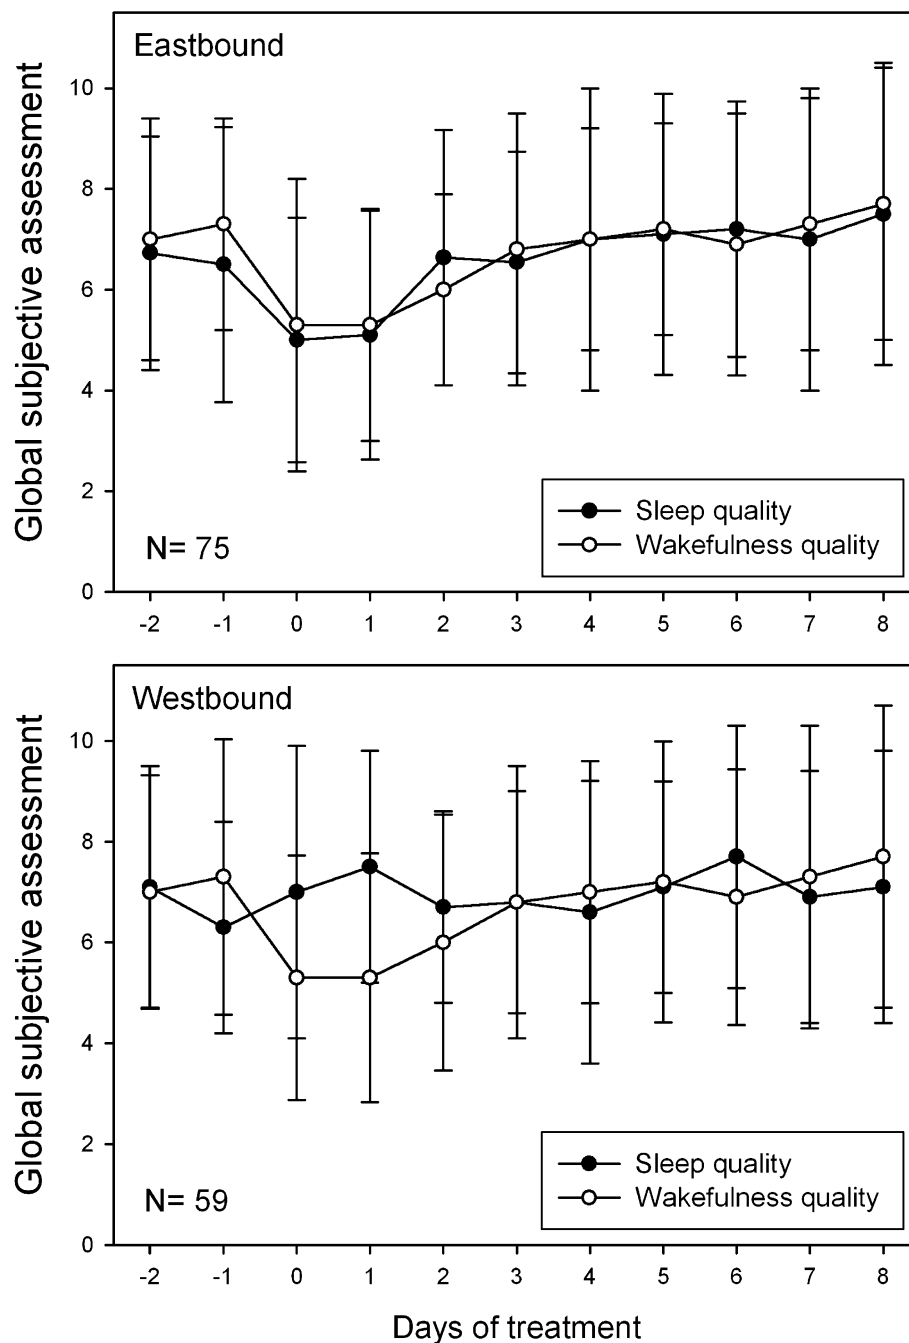 Eastbound
Global subjective assessment
10
8
6
4
2
0
Sleep quality
Wakefulness quality
N= 75
-2 -1 0 1 2 3 4 5 6 7 8
Westbound
Global subjective assessment
10
8
6
4
2
0
Sleep quality
Wakefulness quality
N= 59
-2 -1 0 1 2 3 4 5 6 7 8
Days of treatment